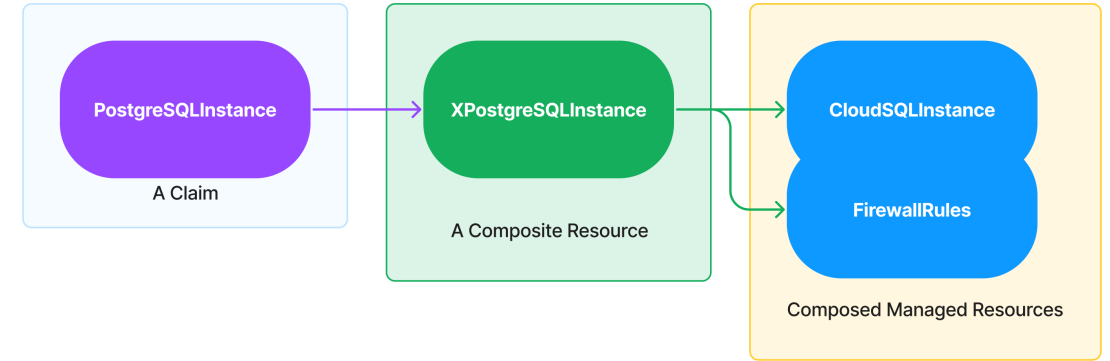 PostgreSQLInstance
A Claim
XPostgreSQLInstance
A Composite Resource
CloudSQLInstance
FirewallRules
Composed Managed Resources